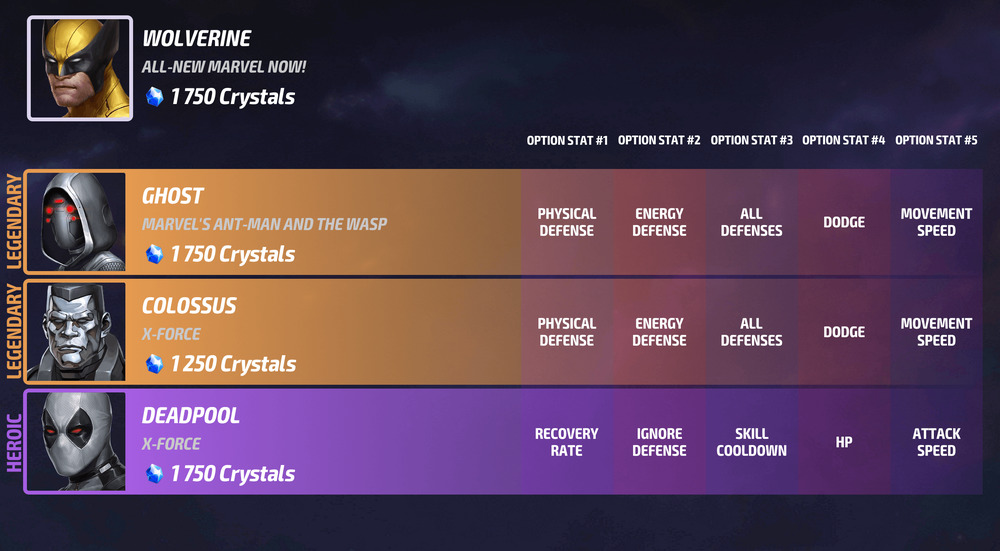 WOLVERINE
ALL-NEW MARVEL NOW!
1 750 Crystals
OPTION STAT #1 OPTION STAT #2 OPTION STAT #3 OPTION STAT #4 OPTION STAT #5
LEGENDARY
GHOST
MARVEL'S ANT-MAN AND THE WASP
1 750 Crystals
PHYSICAL
DEFENSE
ENERGY
DEFENSE
ALL
DEFENSES
DODGE
MOVEMENT
SPEED
LEGENDARY
COLOSSUS
X-FORCE
1 250 Crystals
PHYSICAL
DEFENSE
ENERGY
DEFENSE
ALL
DEFENSES
DODGE
MOVEMENT
SPEED
HEROIC
DEADPOOL
X-FORCE
1 750 Crystals
RECOVERY
RATE
IGNORE
DEFENSE
SKILL
COOLDOWN
HP
ATTACK
SPEED